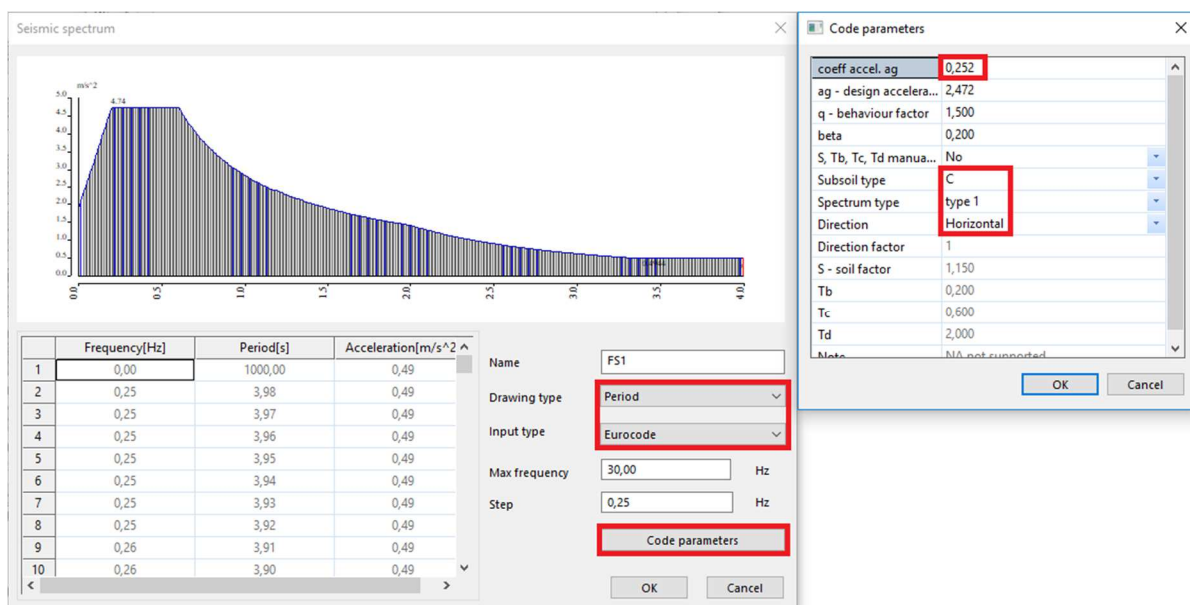 Seismic spectrum
m/s^2
5.0
4.74
4.5
4.0
3.5
3.0
2.5
2.0
1.5
1.0
0.5
0.0
0.0
0.5
1.0
1.5
2.0
2.5
3.0
3.5
4.0
Frequency[Hz] Period[s] Acceleration[m/s^2
1 0,00 1000,00 0,49
2 0,25 3,98 0,49
3 0,25 3,97 0,49
4 0,25 3,96 0,49
5 0,25 3,95 0,49
6 0,25 3,94 0,49
7 0,25 3,93 0,49
8 0,25 3,92 0,49
9 0,26 3,91 0,49
10 0,26 3,90 0,49
Name FS1
Drawing type Period
Input type Eurocode
Max frequency 30,00 Hz
Step 0,25 Hz
Code parameters
OK Cancel
Code parameters
coeff accel. ag 0,252
ag - design accelera... 2,472
q - behaviour factor 1,500
beta 0,200
S, Tb, Tc, Td manua... No
Subsoil type C
Spectrum type type 1
Direction Horizontal
Direction factor 1
S - soil factor 1,150
Tb 0,200
Tc 0,600
Td 2,000
Note NA not supported
OK Cancel